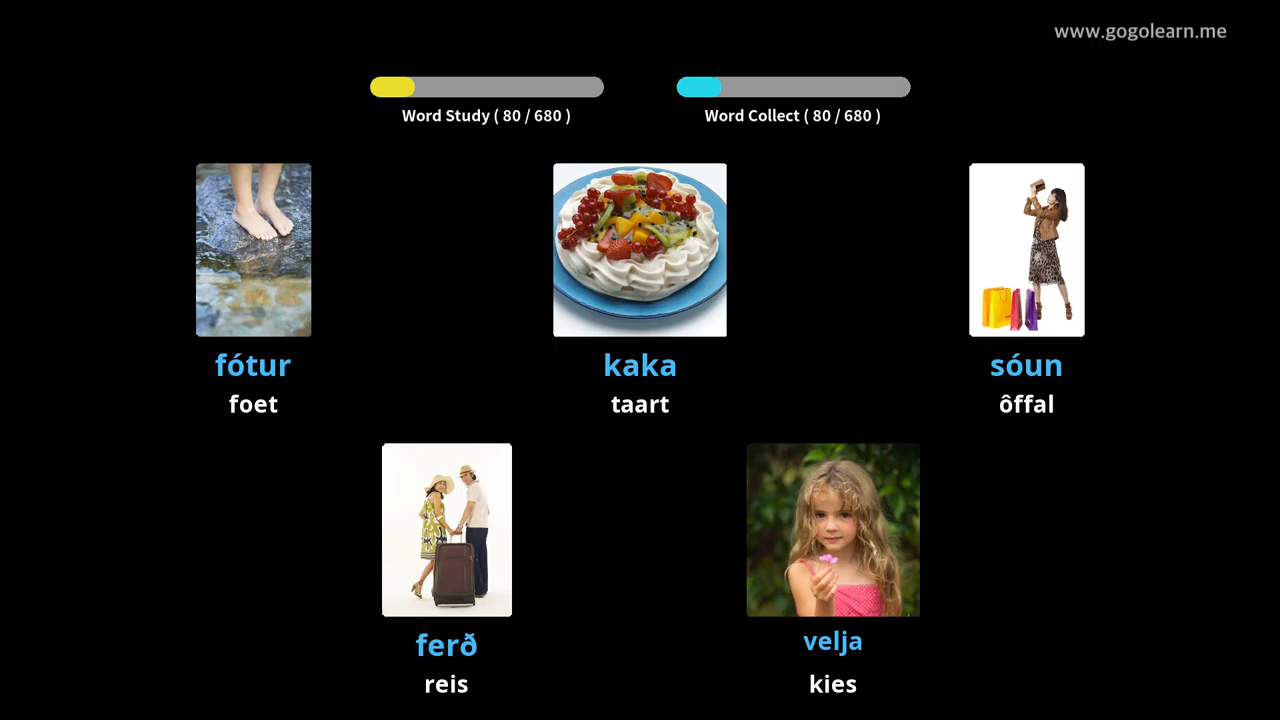 www.gogolearn.me
Word Study ( 80 / 680 )
Word Collect ( 80 / 680 )
fótur
foet
kaka
taart
sóun
ôffal
ferð
reis
velja
kies